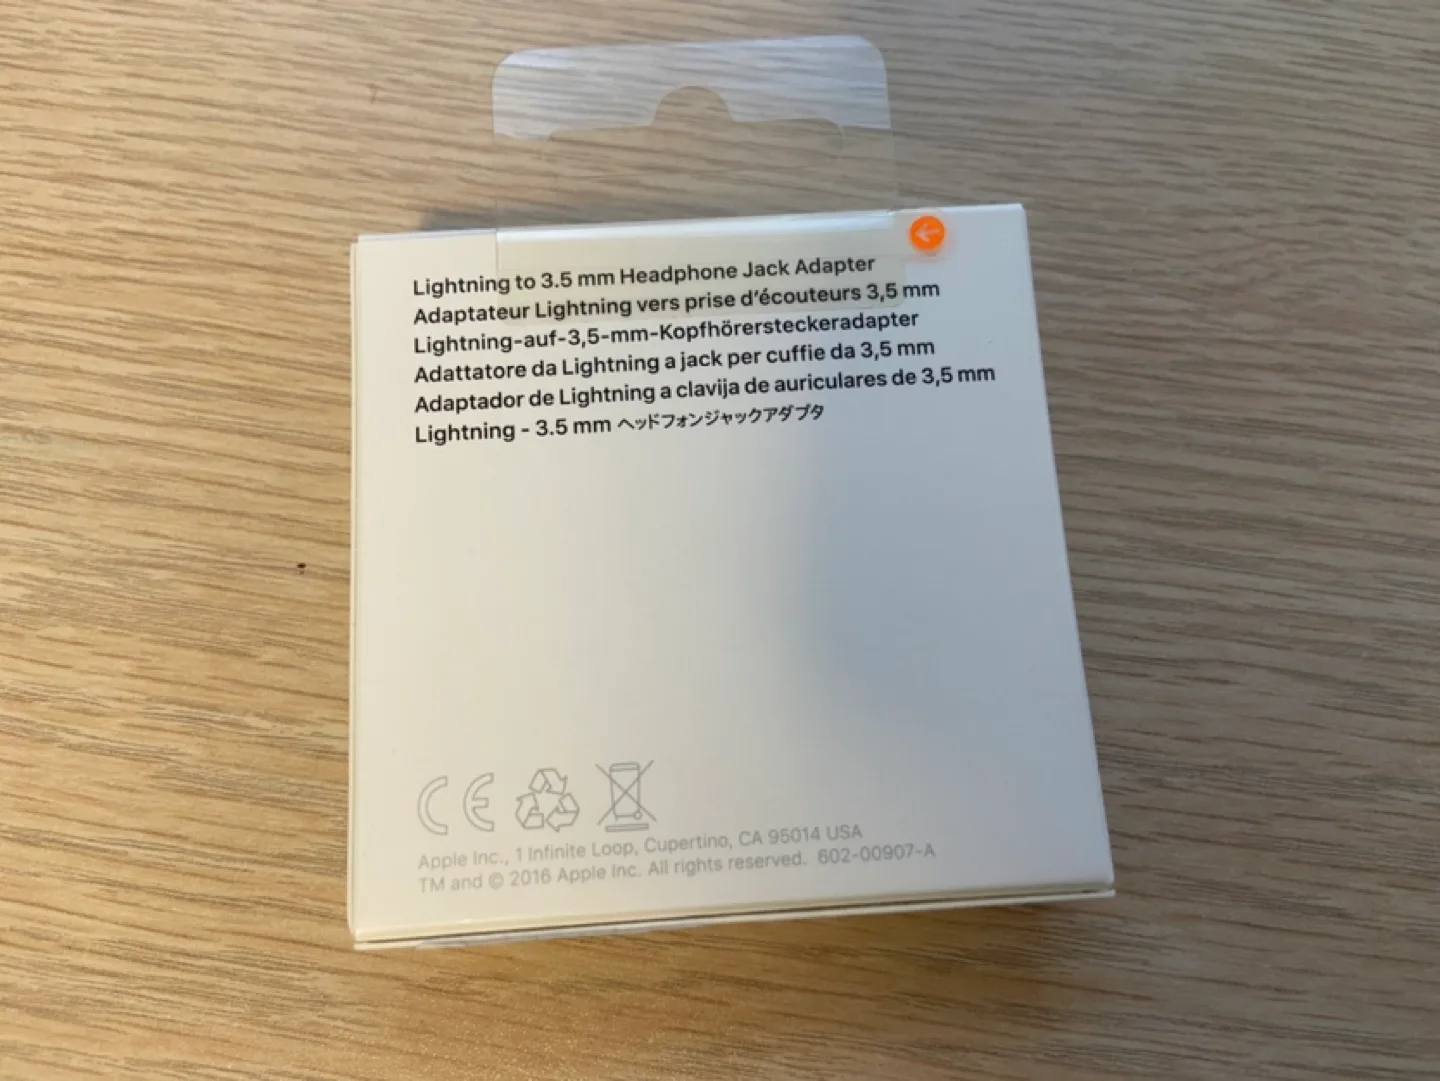 Lightning to 3.5 mm Headphone Jack Adapter
Adaptateur Lightning vers prise d'écouteurs 3,5 mm
Lightning-auf-3,5-mm-Kopfhörersteckeradapter
Adattatore da Lightning a jack per cuffie da 3,5 mm
Adaptador de Lightning a clavija de auriculares de 3,5 mm
Lightning - 3.5 mm ヘッドフォンジャックアダプタ
CE
Apple Inc., 1 Infinite Loop, Cupertino, CA 95014 USA
TM and © 2016 Apple Inc. All rights reserved. 602-00907-A